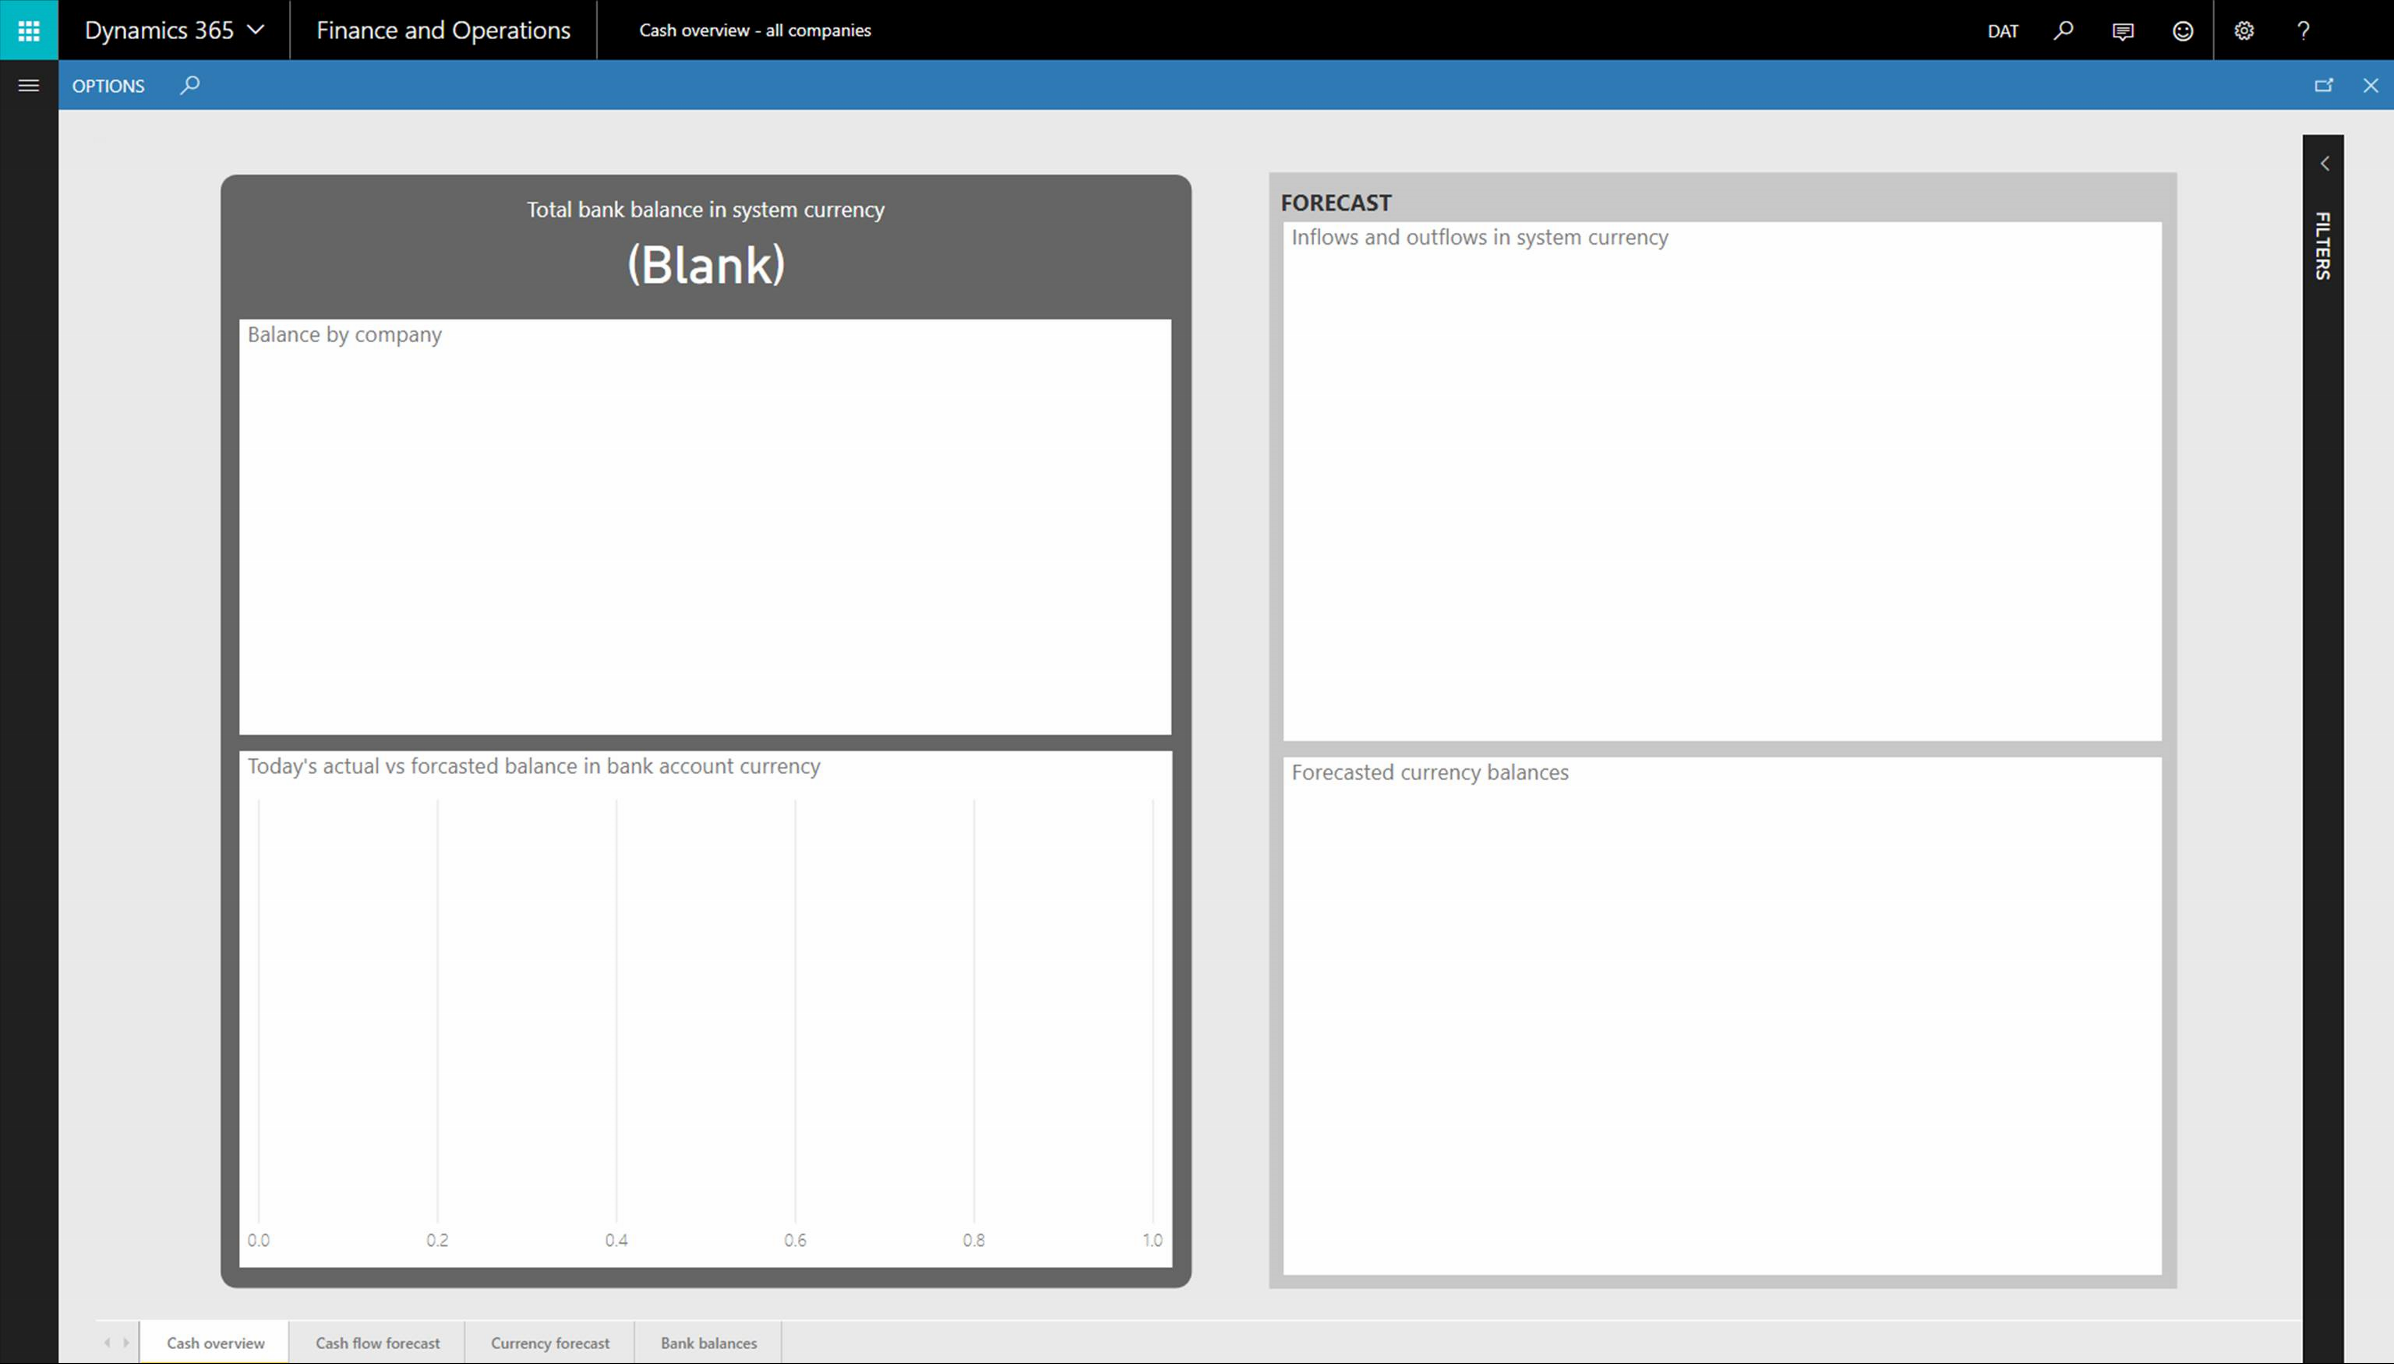 Dynamics 365
Finance and Operations
Cash overview - all companies
DAT
?
OPTIONS
Total bank balance in system currency
(Blank)
Balance by company
Today's actual vs forcasted balance in bank account currency
0.0 0.2 0.4 0.6 0.8 1.0
FORECAST
Inflows and outflows in system currency
Forecasted currency balances
FILTERS
Cash overview
Cash flow forecast
Currency forecast
Bank balances